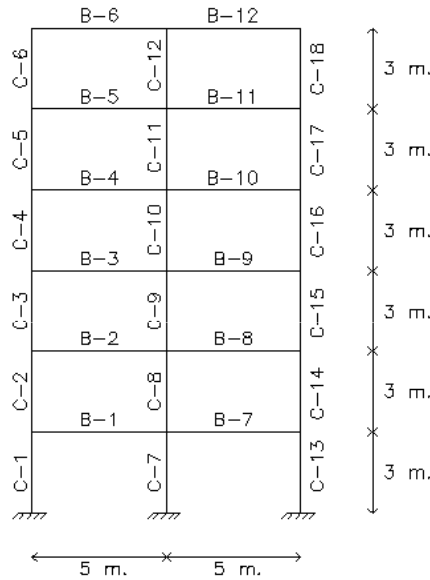 B-6 B-12
C-6 C-12 C-18 3 m.
B-5 B-11
C-5 C-11 C-17 3 m.
B-4 B-10
C-4 C-10 C-16 3 m.
B-3 B-9
C-3 C-9 C-15 3 m.
B-2 B-8
C-2 C-8 C-14 3 m.
B-1 B-7
C-1 C-7 C-13 3 m.
5 m. 5 m.